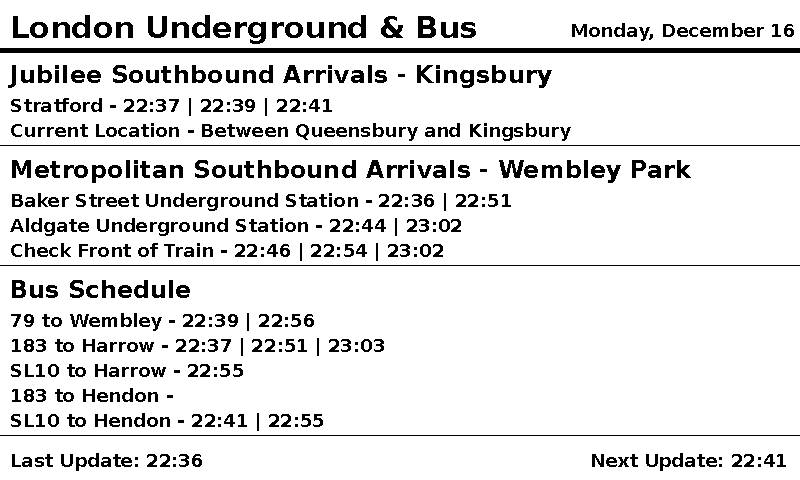 London Underground & Bus
Monday, December 16
Jubilee Southbound Arrivals - Kingsbury
Stratford - 22:37 | 22:39 | 22:41
Current Location - Between Queensbury and Kingsbury
Metropolitan Southbound Arrivals - Wembley Park
Baker Street Underground Station - 22:36 | 22:51
Aldgate Underground Station - 22:44 | 23:02
Check Front of Train - 22:46 | 22:54 | 23:02
Bus Schedule
79 to Wembley - 22:39 | 22:56
183 to Harrow - 22:37 | 22:51 | 23:03
SL10 to Harrow - 22:55
183 to Hendon -
SL10 to Hendon - 22:41 | 22:55
Last Update: 22:36
Next Update: 22:41